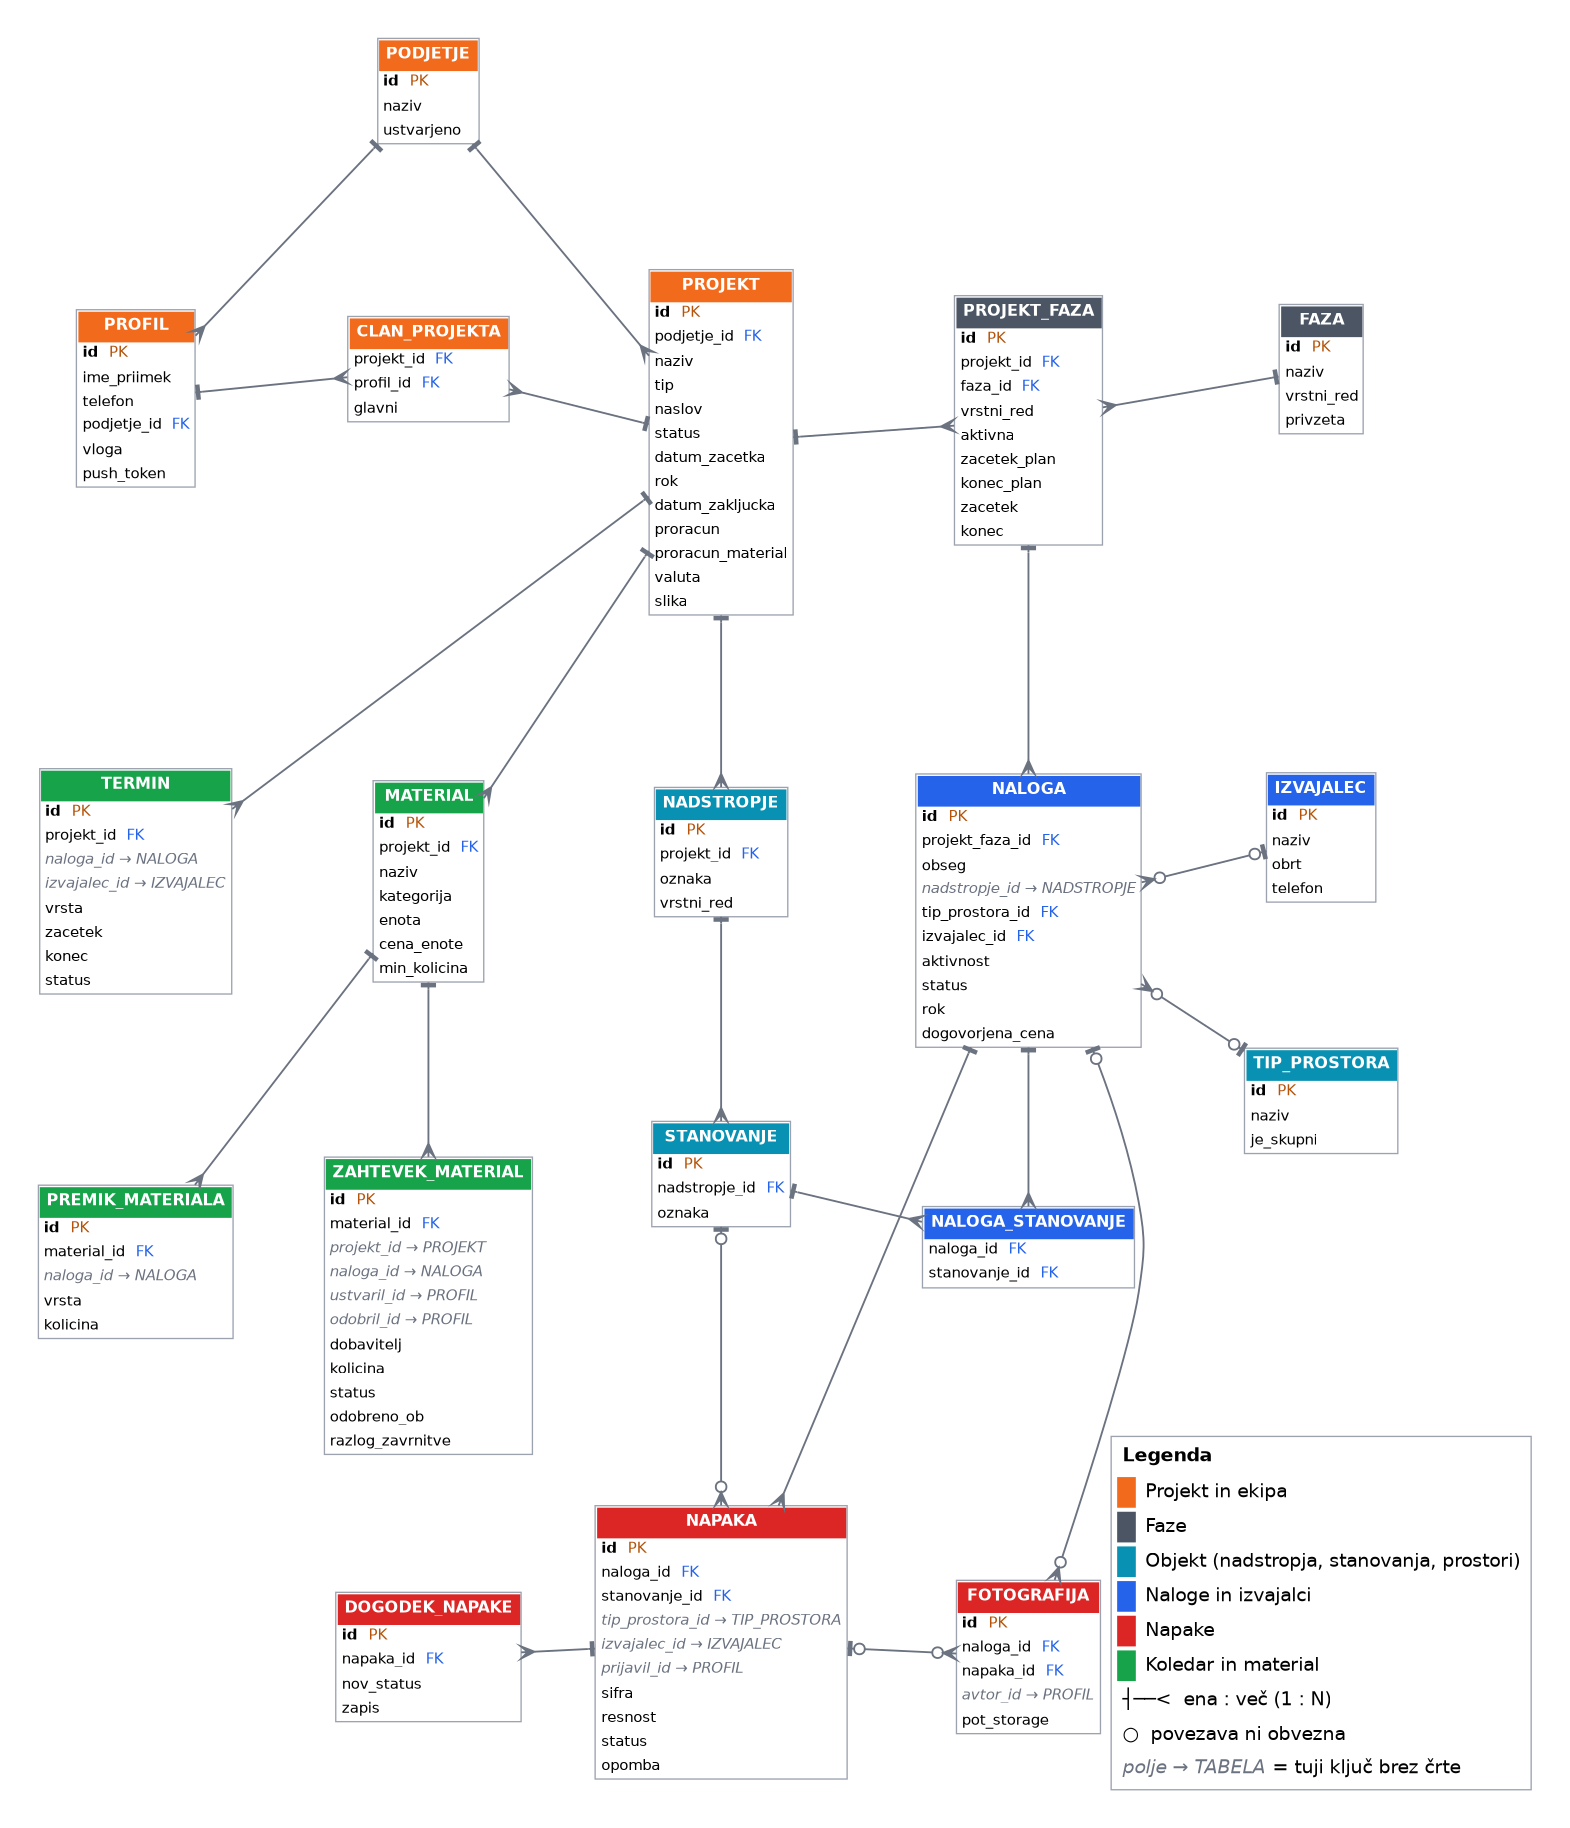 PODJETJE
id PK
naziv
ustvarjeno
PROFIL
id PK
ime_priimek
telefon
podjetje_id FK
vloga
push_token
CLAN_PROJEKTA
projekt_id FK
profil_id FK
glavni
PROJEKT
id PK
podjetje_id FK
naziv
tip
naslov
status
datum_zacetka
rok
datum_zakljucka
proracun
proracun_material
valuta
slika
PROJEKT_FAZA
id PK
projekt_id FK
faza_id FK
vrstni_red
aktivna
zacetek_plan
konec_plan
zacetek
konec
FAZA
id PK
naziv
vrstni_red
privzeta
TERMIN
id PK
projekt_id FK
naloga_id → NALOGA
izvajalec_id → IZVAJALEC
vrsta
zacetek
konec
status
MATERIAL
id PK
projekt_id FK
naziv
kategorija
enota
cena_enote
min_kolicina
NADSTROPJE
id PK
projekt_id FK
oznaka
vrstni_red
NALOGA
id PK
projekt_faza_id FK
obseg
nadstropje_id → NADSTROPJE
tip_prostora_id FK
izvajalec_id FK
aktivnost
status
rok
dogovorjena_cena
IZVAJALEC
id PK
naziv
obrt
telefon
TIP_PROSTORA
id PK
naziv
je_skupni
PREMIK_MATERIALA
id PK
material_id FK
naloga_id → NALOGA
vrsta
kolicina
ZAHTEVEK_MATERIAL
id PK
material_id FK
projekt_id → PROJEKT
naloga_id → NALOGA
ustvaril_id → PROFIL
odobril_id → PROFIL
dobavitelj
kolicina
status
odobreno_ob
razlog_zavrnitve
STANOVANJE
id PK
nadstropje_id FK
oznaka
NALOGA_STANOVANJE
naloga_id FK
stanovanje_id FK
NAPAKA
id PK
naloga_id FK
stanovanje_id FK
tip_prostora_id → TIP_PROSTORA
izvajalec_id → IZVAJALEC
prijavil_id → PROFIL
sifra
resnost
status
opomba
DOGODEK_NAPAKE
id PK
napaka_id FK
nov_status
zapis
FOTOGRAFIJA
id PK
naloga_id FK
napaka_id FK
avtor_id → PROFIL
pot_storage
Legenda
Projekt in ekipa
Faze
Objekt (nadstropja, stanovanja, prostori)
Naloge in izvajalci
Napake
Koledar in material
┤──< ena : več (1 : N)
○ povezava ni obvezna
polje → TABELA = tuji ključ brez črte